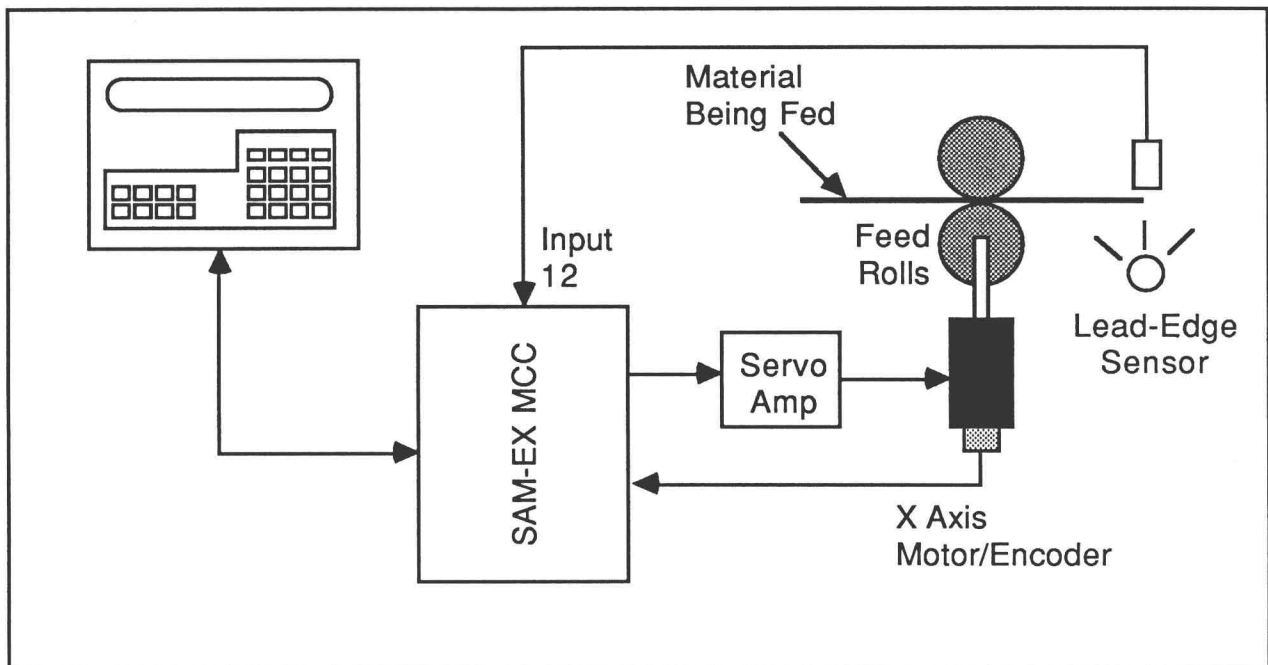 Material
Being Fed
Input
12
Feed
Rolls
Lead-Edge
Sensor
SAM-EX MCC
Servo
Amp
X Axis
Motor/Encoder